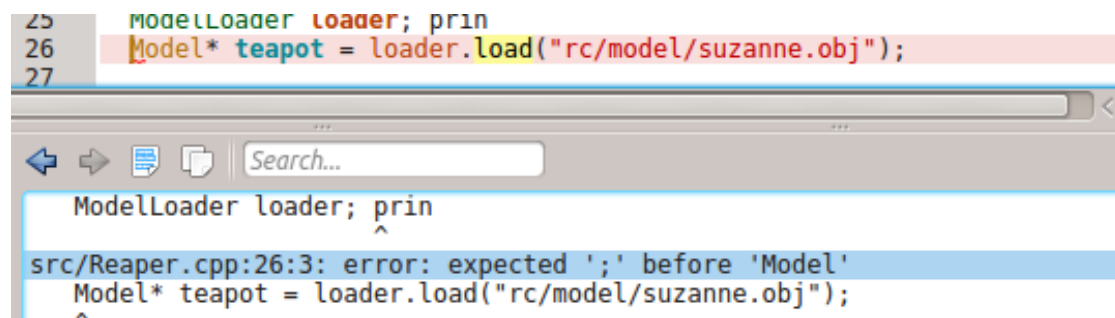 25 ModelLoader loader; prin
26 Model* teapot = loader.load("rc/model/suzanne.obj");
27
Search...
ModelLoader loader; prin
^
src/Reaper.cpp:26:3: error: expected ';' before 'Model'
Model* teapot = loader.load("rc/model/suzanne.obj");
^